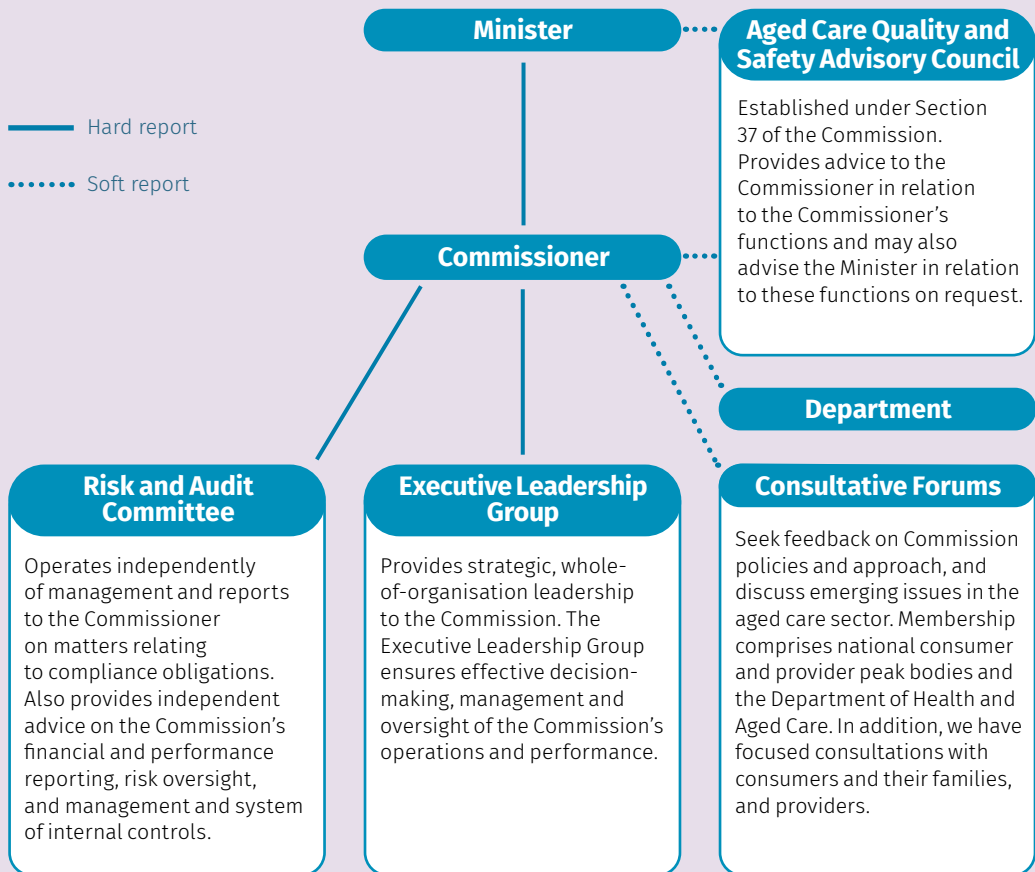 Minister
Aged Care Quality and
Safety Advisory Council
Established under Section
37 of the Commission.
Provides advice to the
Commissioner in relation
to the Commissioner’s
functions and may also
advise the Minister in relation
to these functions on request.
Hard report
Soft report
Commissioner
Department
Risk and Audit
Committee
Operates independently
of management and reports
to the Commissioner
on matters relating
to compliance obligations.
Also provides independent
advice on the Commission’s
financial and performance
reporting, risk oversight,
and management and system
of internal controls.
Executive Leadership
Group
Provides strategic, whole-
of-organisation leadership
to the Commission. The
Executive Leadership Group
ensures effective decision-
making, management and
oversight of the Commission’s
operations and performance.
Consultative Forums
Seek feedback on Commission
policies and approach, and
discuss emerging issues in the
aged care sector. Membership
comprises national consumer
and provider peak bodies and
the Department of Health and
Aged Care. In addition, we have
focused consultations with
consumers and their families,
and providers.